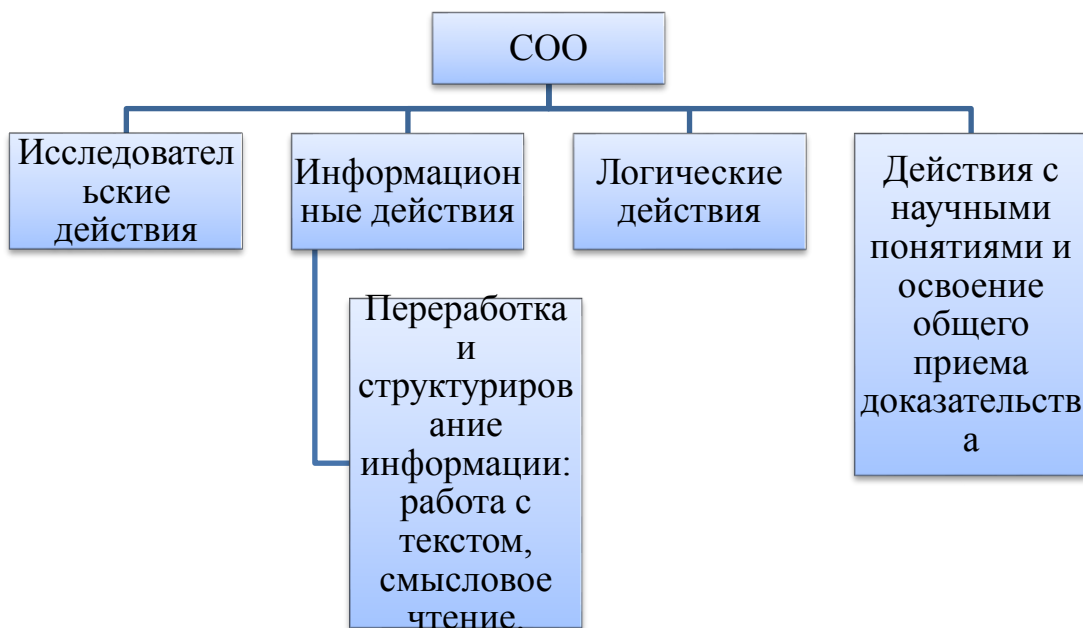 СОО
Исследовател
ьские
действия
Информацион
ные действия
Логические
действия
Действия с
научными
понятиями и
освоение
общего
приема
доказательств
а
Переработка
и
структуриров
ание
информации:
работа с
текстом,
смысловое
чтение.